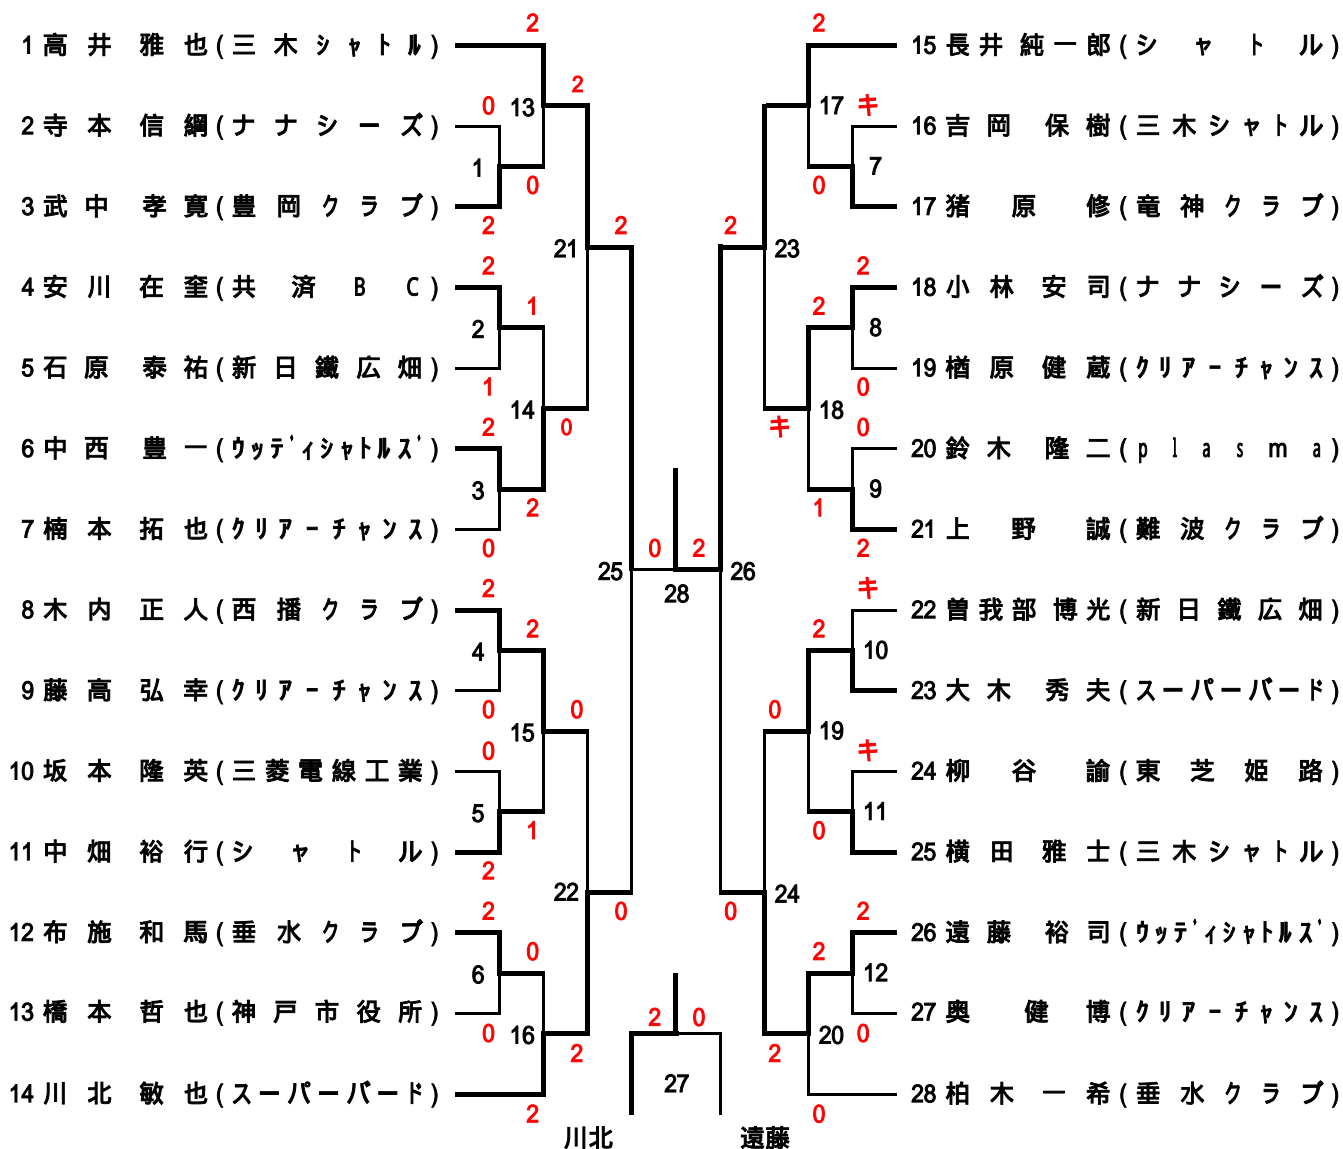 2 2
1 高井 雅也(三木シャトル) 15 長井純一郎(シャトル)
2 2
0 13 17 キ
2 寺本 信綱(ナナシーズ) 16 吉岡 保樹(三木シャトル)
1 7
0 0
3 武中 孝寛(豊岡クラブ) 17 猪原 修(竜神クラブ)
2 2 2
21 23
2 2
4 安川 在奎(共済BC) 18 小林 安司(ナナシーズ)
1 2
2 8
5 石原 泰祐(新日鐵広畑) 19 楢原 健蔵(クリアーチャンス)
1 0
14 18
2 0 キ 0
6 中西 豊一(ウッディシャトルズ) 20 鈴木 隆二(plasma)
3 9
2 1
7 楠本 拓也(クリアーチャンス) 21 上野 誠(難波クラブ)
0 0 2 2
25 26
2 28 キ
8 木内 正人(西播クラブ) 22 曽我部 博光(新日鐵広畑)
2 2
4 10
9 藤高 弘幸(クリアーチャンス) 23 大木 秀夫(スーパーバード)
0 0 0
15 19
0 キ
10 坂本 隆英(三菱電線工業) 24 柳谷 諭(東芝姫路)
5 11
1 0
11 中畑 裕行(シャトル) 25 横田 雅士(三木シャトル)
2
22 24
2 0 0 2
12 布施 和馬(垂水クラブ) 26 遠藤 裕司(ウッディシャトルズ)
0 2
6 12
13 橋本 哲也(神戸市役所) 2 0 27 奥 健博(クリアーチャンス)
0 16 20 0
2 2
27
14 川北 敏也(スーパーバード) 28 柏木 一希(垂水クラブ)
2 0
川北 遠藤